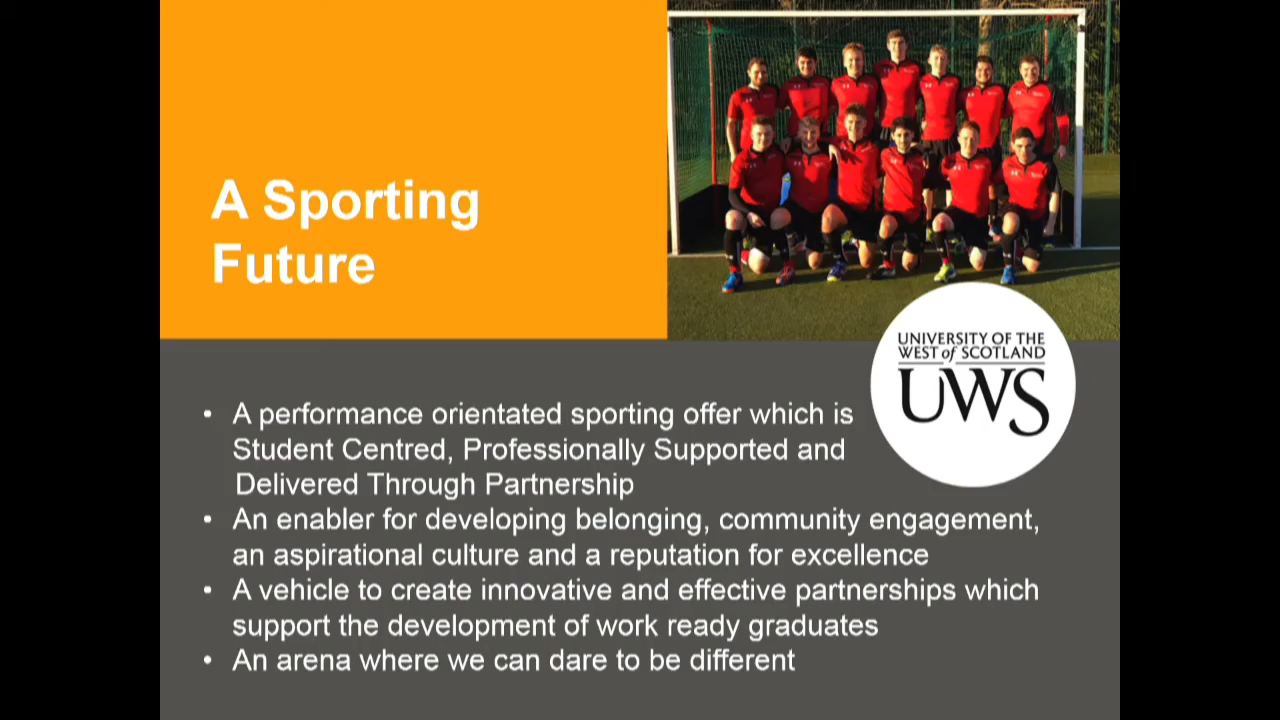 A Sporting
Future
UNIVERSITY OF THE
WEST of SCOTLAND
UWS
• A performance orientated sporting offer which is
Student Centred, Professionally Supported and
Delivered Through Partnership
• An enabler for developing belonging, community engagement,
an aspirational culture and a reputation for excellence
• A vehicle to create innovative and effective partnerships which
support the development of work ready graduates
• An arena where we can dare to be different